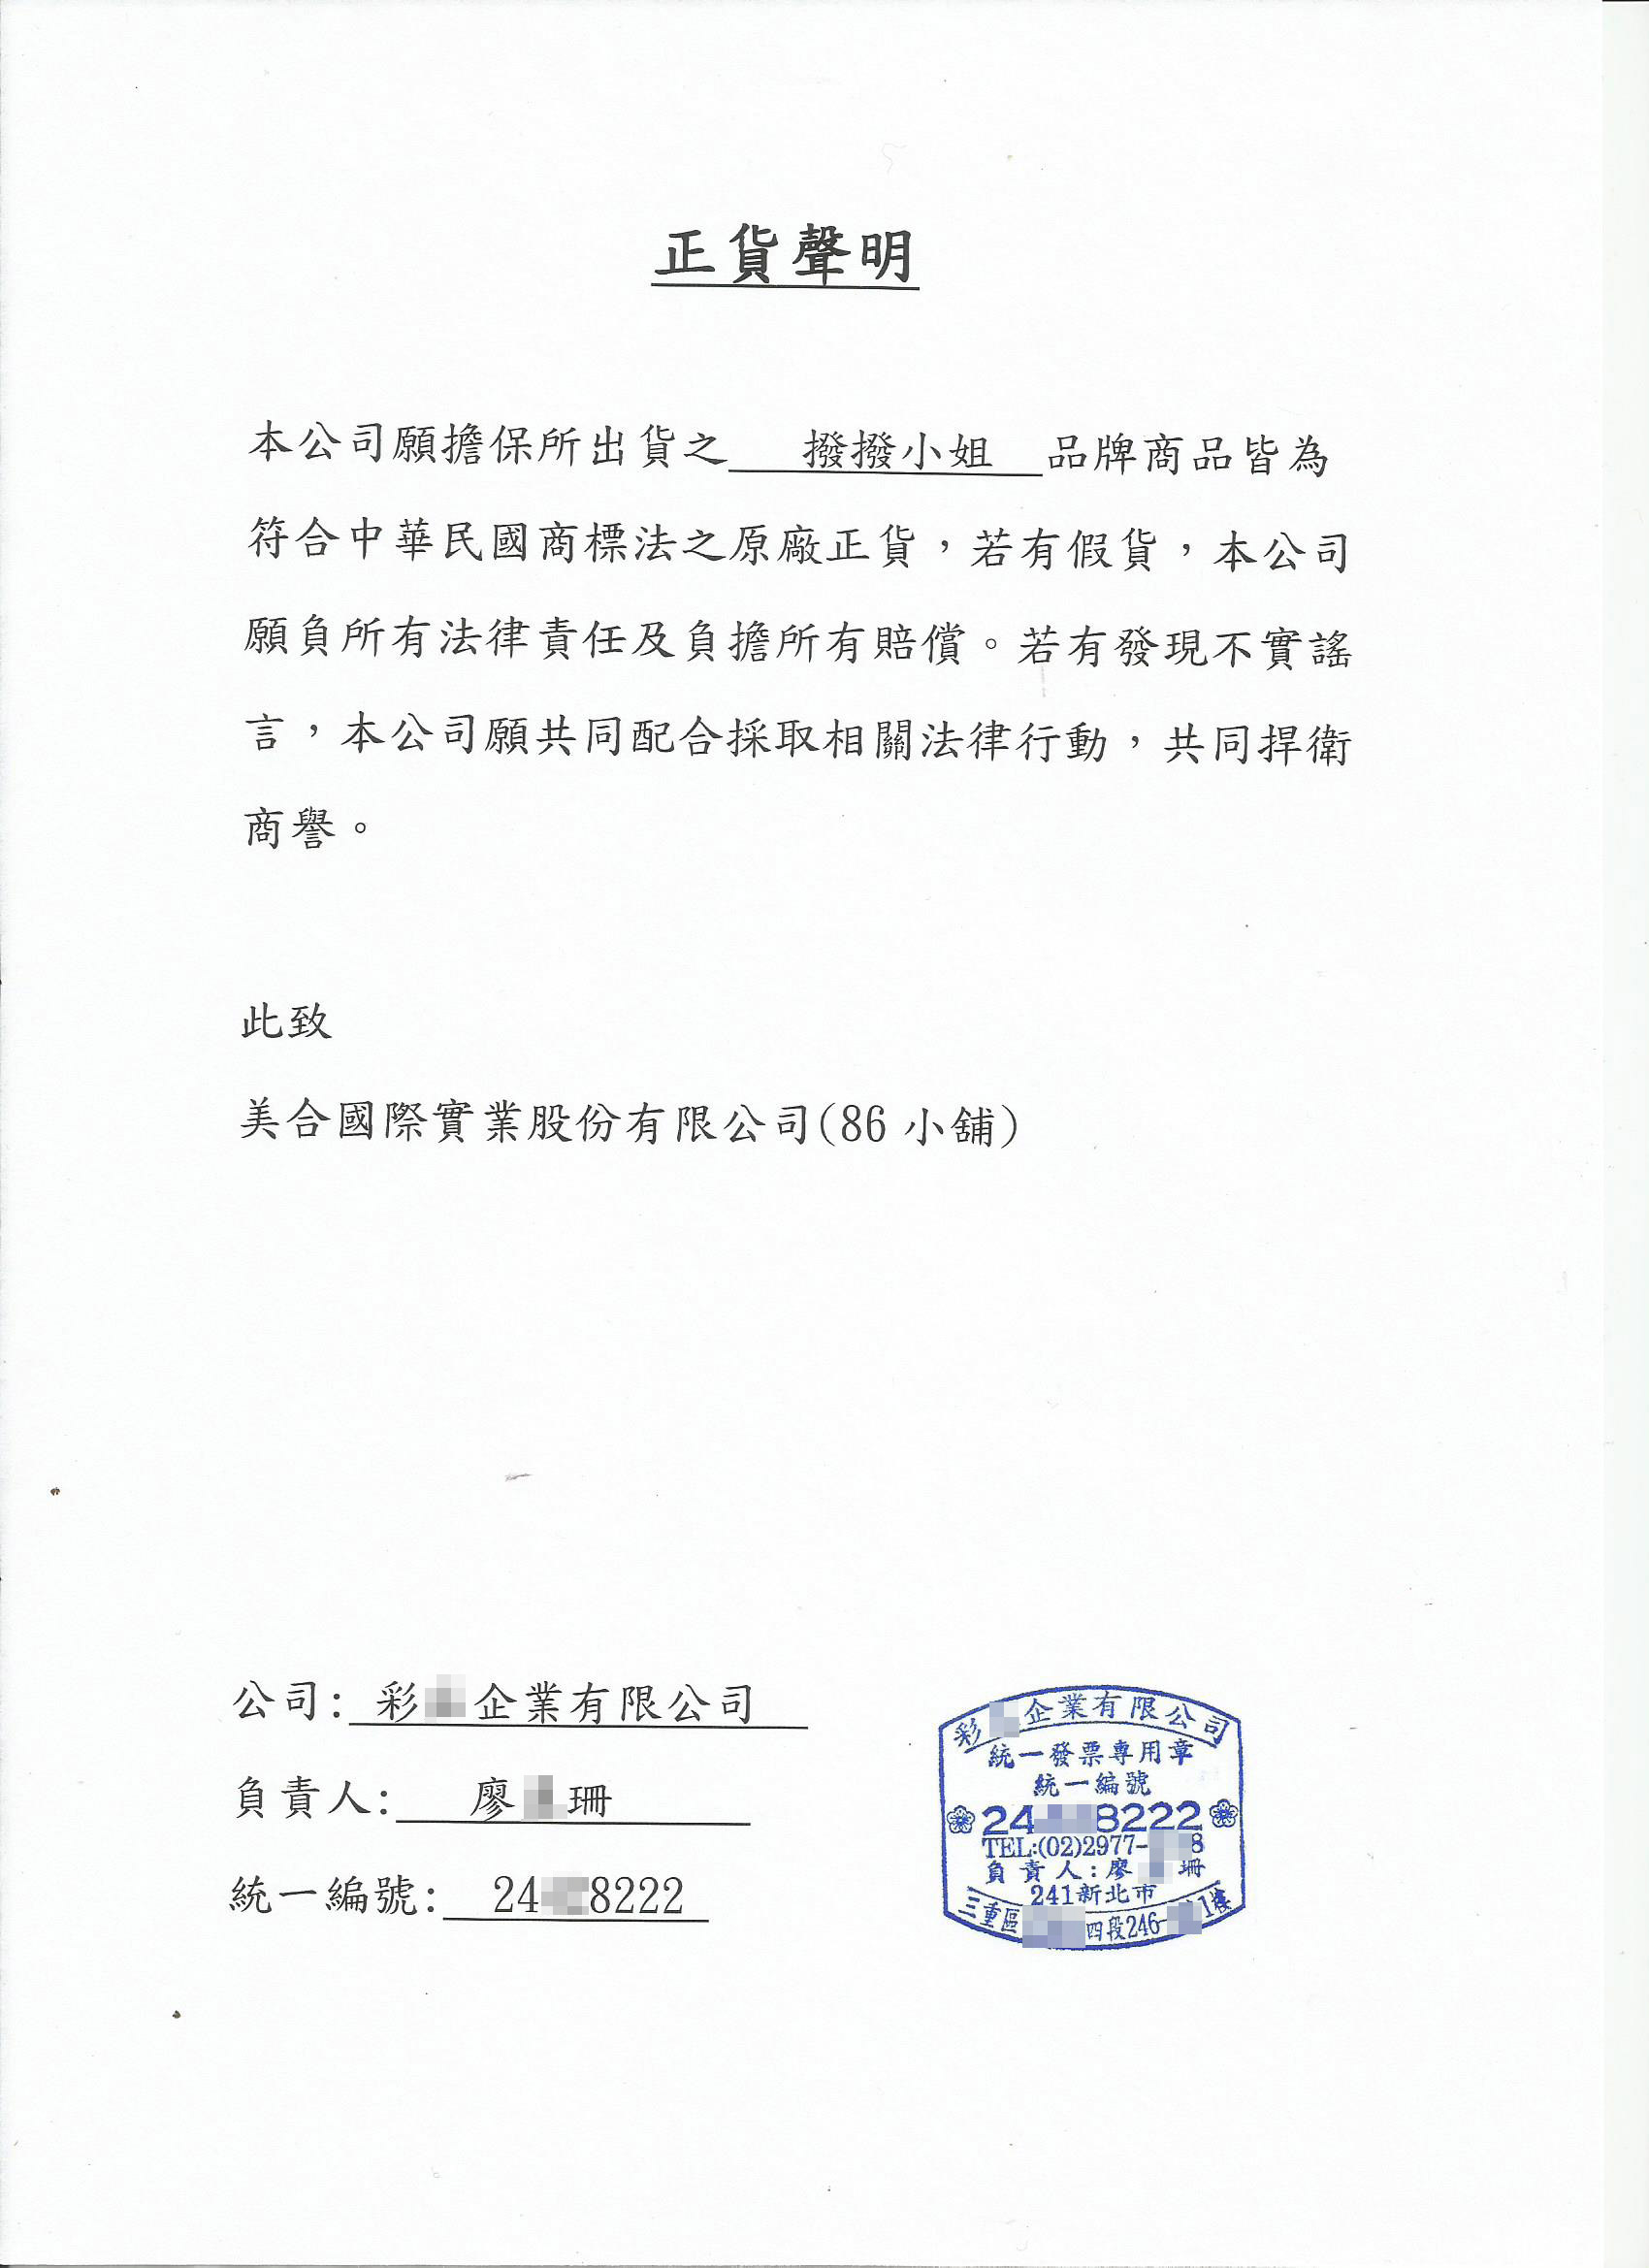 正貨聲明
本公司願擔保所出貨之 撥撥小姐 品牌商品皆為
符合中華民國商標法之原廠正貨，若有假貨，本公司
願負所有法律責任及負擔所有賠償。若有發現不實謠
言，本公司願共同配合採取相關法律行動，共同捍衛
商譽。
此致
美合國際實業股份有限公司(86 小舖)
公司: 彩 企業有限公司
負責人: 廖 珊
統一編號: 24 8222
彩 企業有限公司
統一發票專用章
統一編號
24 8222
TEL:(02)2977- 8
負責人:廖 珊
241新北市
三重區 四段246- 1樓